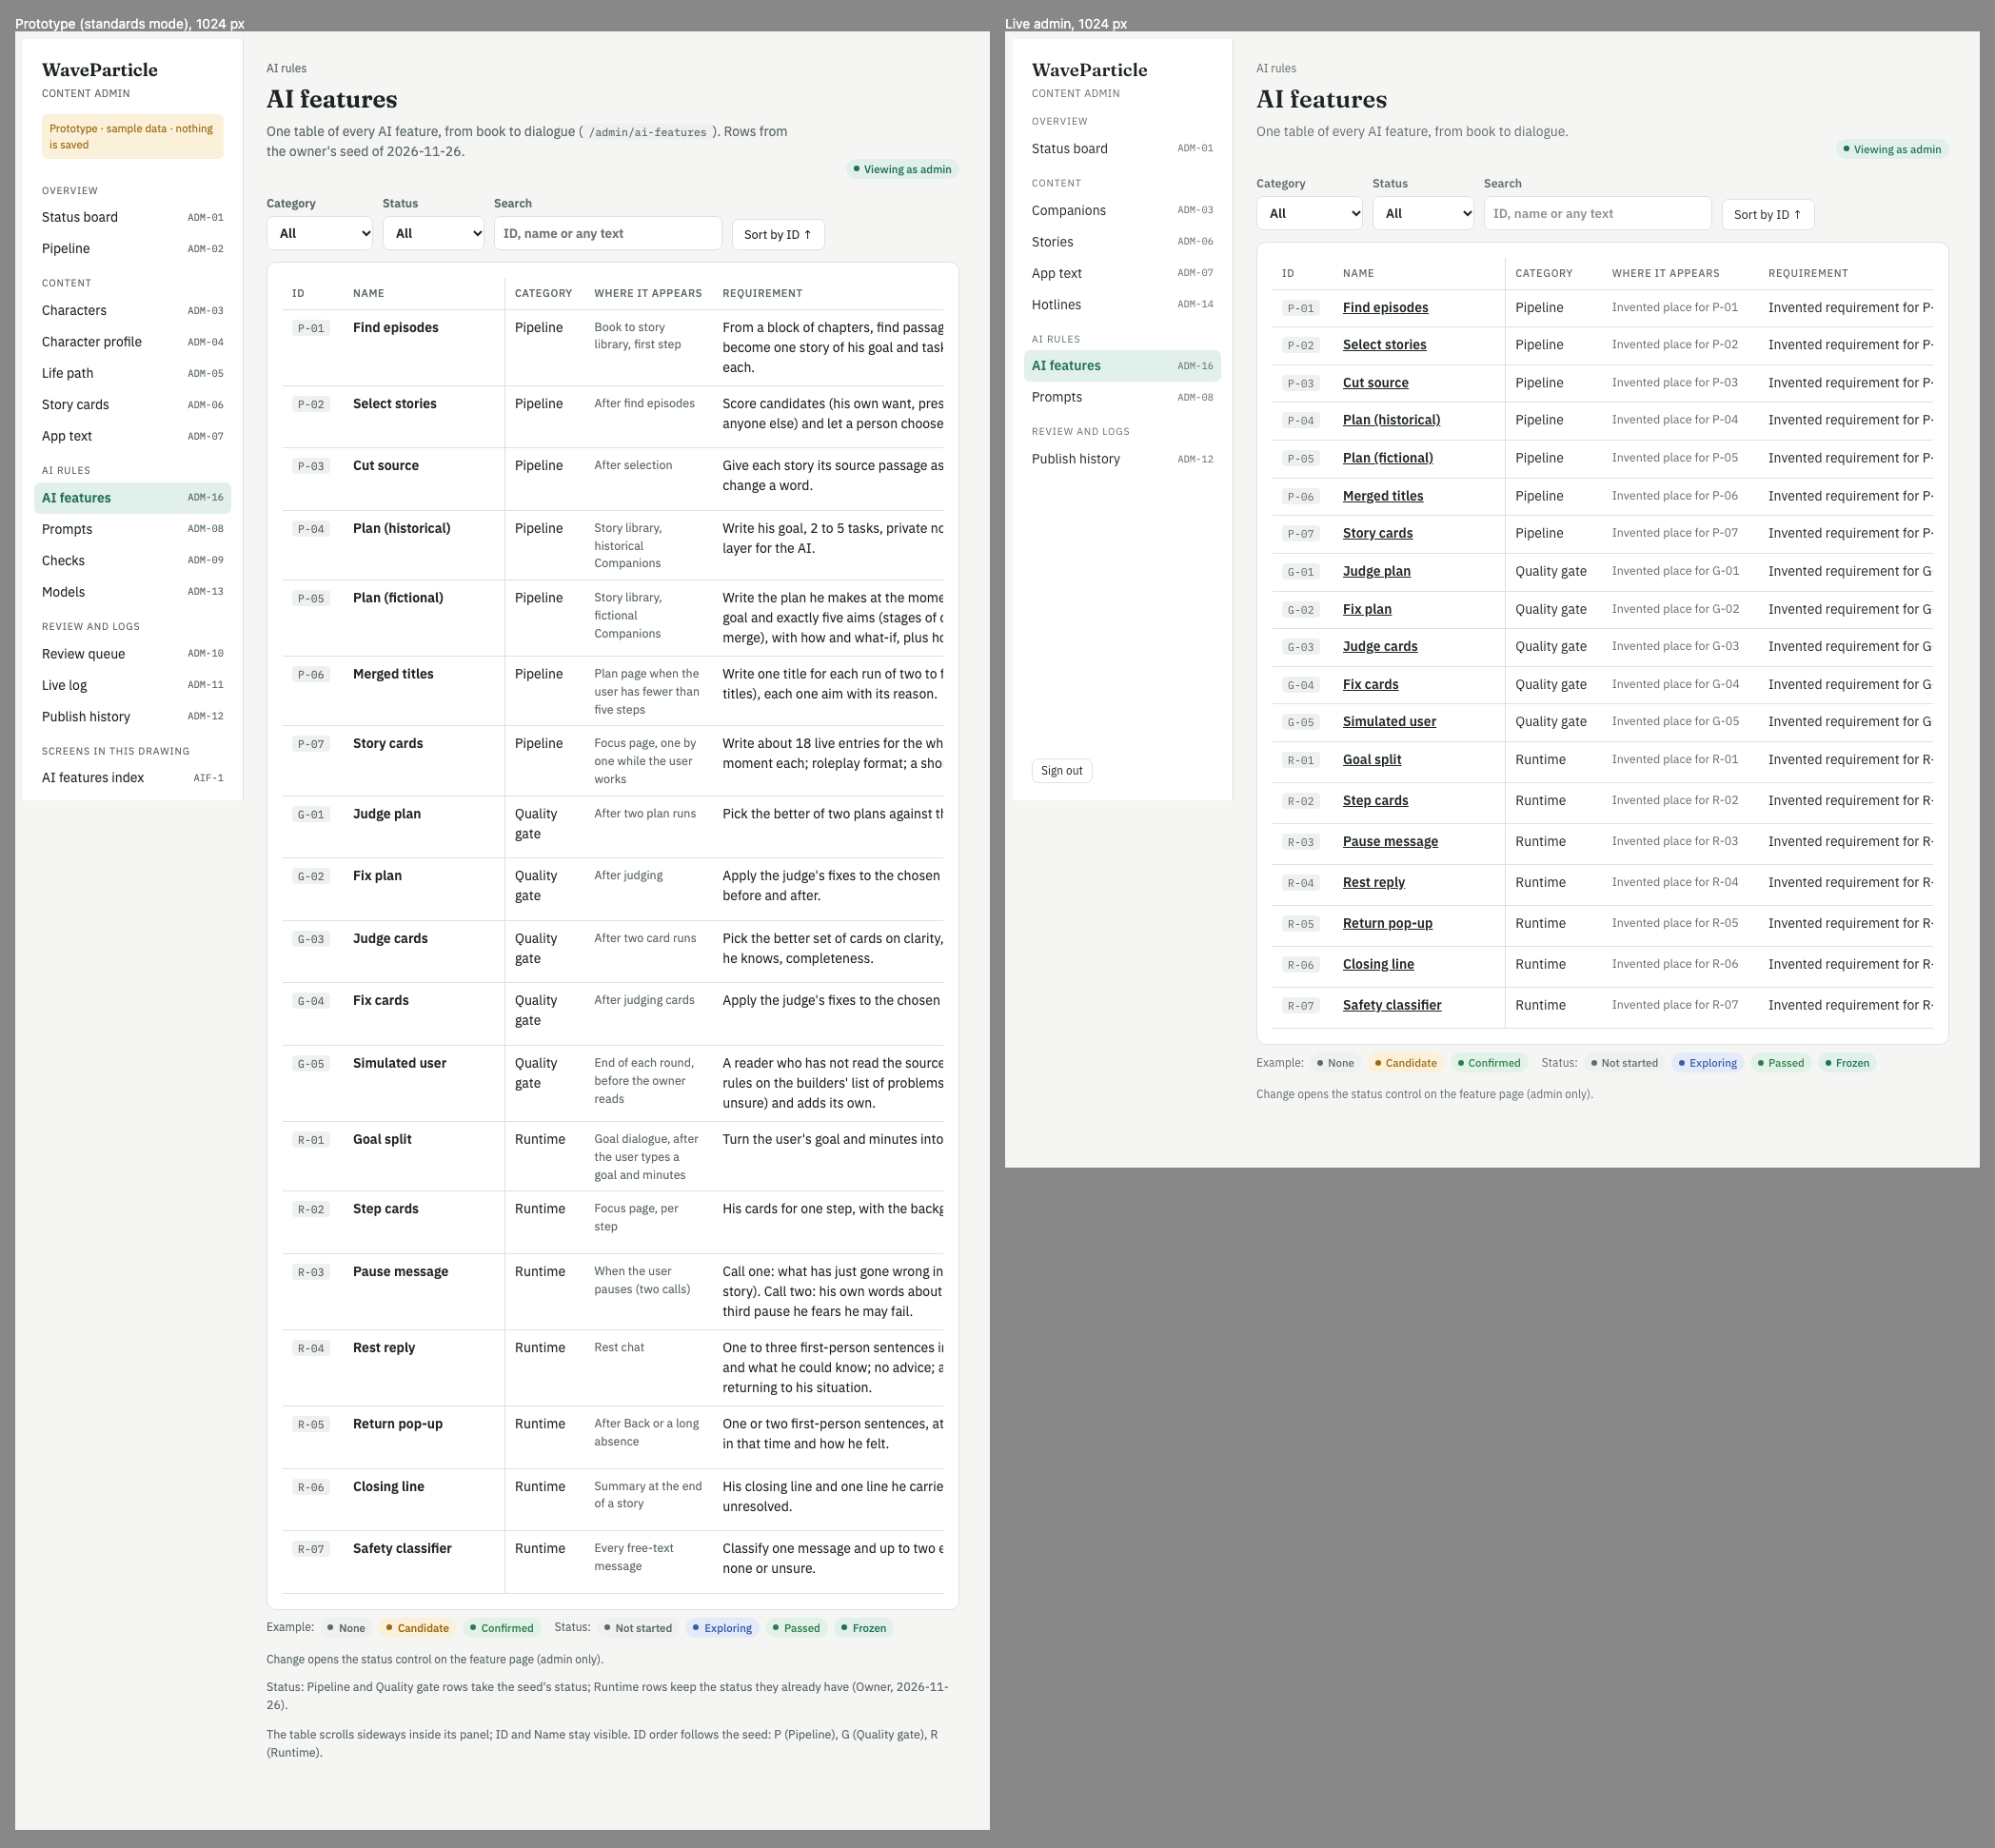 Prototype (standards mode), 1024 px
WaveParticle
CONTENT ADMIN
Prototype · sample data · nothing
is saved
OVERVIEW
Status board ADM-01
Pipeline ADM-02
CONTENT
Characters ADM-03
Character profile ADM-04
Life path ADM-05
Story cards ADM-06
App text ADM-07
AI RULES
AI features ADM-16
Prompts ADM-08
Checks ADM-09
Models ADM-13
REVIEW AND LOGS
Review queue ADM-10
Live log ADM-11
Publish history ADM-12
SCREENS IN THIS DRAWING
AI features index AIF-1
AI rules
AI features
One table of every AI feature, from book to dialogue ( /admin/ai-features ). Rows from
the owner's seed of 2026-11-26.
Viewing as admin
Category Status Search
All All ID, name or any text Sort by ID ↑
ID NAME CATEGORY WHERE IT APPEARS REQUIREMENT
P-01 Find episodes Pipeline Book to story From a block of chapters, find passag
library, first step become one story of his goal and task
each.
P-02 Select stories Pipeline After find episodes Score candidates (his own want, pres
anyone else) and let a person choose
P-03 Cut source Pipeline After selection Give each story its source passage as
change a word.
P-04 Plan (historical) Pipeline Story library, Write his goal, 2 to 5 tasks, private no
historical layer for the AI.
Companions
P-05 Plan (fictional) Pipeline Story library, Write the plan he makes at the mome
fictional goal and exactly five aims (stages of
Companions merge), with how and what-if, plus ho
P-06 Merged titles Pipeline Plan page when the Write one title for each run of two to f
user has fewer than titles), each one aim with its reason.
five steps
P-07 Story cards Pipeline Focus page, one by Write about 18 live entries for the wh
one while the user moment each; roleplay format; a sho
works
G-01 Judge plan Quality After two plan runs Pick the better of two plans against th
gate
G-02 Fix plan Quality After judging Apply the judge's fixes to the chosen
gate before and after.
G-03 Judge cards Quality After two card runs Pick the better set of cards on clarity,
gate he knows, completeness.
G-04 Fix cards Quality After judging cards Apply the judge's fixes to the chosen
gate
G-05 Simulated user Quality End of each round, A reader who has not read the source
gate before the owner rules on the builders' list of problems
reads unsure) and adds its own.
R-01 Goal split Runtime Goal dialogue, after Turn the user's goal and minutes into
the user types a
goal and minutes
R-02 Step cards Runtime Focus page, per His cards for one step, with the backg
step
R-03 Pause message Runtime When the user Call one: what has just gone wrong in
pauses (two calls) story). Call two: his own words about
third pause he fears he may fail.
R-04 Rest reply Runtime Rest chat One to three first-person sentences i
and what he could know; no advice; a
returning to his situation.
R-05 Return pop-up Runtime After Back or a long One or two first-person sentences, at
absence in that time and how he felt.
R-06 Closing line Runtime Summary at the end His closing line and one line he carrie
of a story unresolved.
R-07 Safety classifier Runtime Every free-text Classify one message and up to two e
message none or unsure.
Example: None Candidate Confirmed Status: Not started Exploring Passed Frozen
Change opens the status control on the feature page (admin only).
Status: Pipeline and Quality gate rows take the seed's status; Runtime rows keep the status they already have (Owner, 2026-11-
26).
The table scrolls sideways inside its panel; ID and Name stay visible. ID order follows the seed: P (Pipeline), G (Quality gate), R
(Runtime).
Live admin, 1024 px
WaveParticle
CONTENT ADMIN
OVERVIEW
Status board ADM-01
CONTENT
Companions ADM-03
Stories ADM-06
App text ADM-07
Hotlines ADM-14
AI RULES
AI features ADM-16
Prompts ADM-08
REVIEW AND LOGS
Publish history ADM-12
Sign out
AI rules
AI features
One table of every AI feature, from book to dialogue.
Viewing as admin
Category Status Search
All All ID, name or any text Sort by ID ↑
ID NAME CATEGORY WHERE IT APPEARS REQUIREMENT
P-01 Find episodes Pipeline Invented place for P-01 Invented requirement for P-
P-02 Select stories Pipeline Invented place for P-02 Invented requirement for P-
P-03 Cut source Pipeline Invented place for P-03 Invented requirement for P-
P-04 Plan (historical) Pipeline Invented place for P-04 Invented requirement for P-
P-05 Plan (fictional) Pipeline Invented place for P-05 Invented requirement for P-
P-06 Merged titles Pipeline Invented place for P-06 Invented requirement for P-
P-07 Story cards Pipeline Invented place for P-07 Invented requirement for P-
G-01 Judge plan Quality gate Invented place for G-01 Invented requirement for G
G-02 Fix plan Quality gate Invented place for G-02 Invented requirement for G
G-03 Judge cards Quality gate Invented place for G-03 Invented requirement for G
G-04 Fix cards Quality gate Invented place for G-04 Invented requirement for G
G-05 Simulated user Quality gate Invented place for G-05 Invented requirement for G
R-01 Goal split Runtime Invented place for R-01 Invented requirement for R-
R-02 Step cards Runtime Invented place for R-02 Invented requirement for R-
R-03 Pause message Runtime Invented place for R-03 Invented requirement for R-
R-04 Rest reply Runtime Invented place for R-04 Invented requirement for R-
R-05 Return pop-up Runtime Invented place for R-05 Invented requirement for R-
R-06 Closing line Runtime Invented place for R-06 Invented requirement for R-
R-07 Safety classifier Runtime Invented place for R-07 Invented requirement for R-
Example: None Candidate Confirmed Status: Not started Exploring Passed Frozen
Change opens the status control on the feature page (admin only).